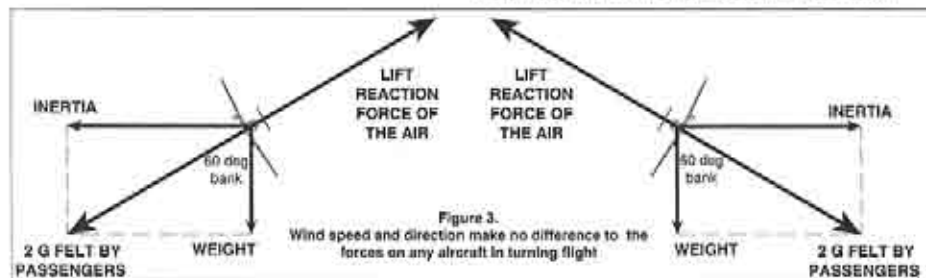 LIFT
REACTION
FORCE OF
THE AIR
LIFT
REACTION
FORCE OF
THE AIR
INERTIA
INERTIA
60 deg
bank
60 deg
bank
Figure 3.
Wind speed and direction make no difference to the
forces on any aircraft in turning flight
2 G FELT BY
PASSENGERS
WEIGHT
WEIGHT
2 G FELT BY
PASSENGERS